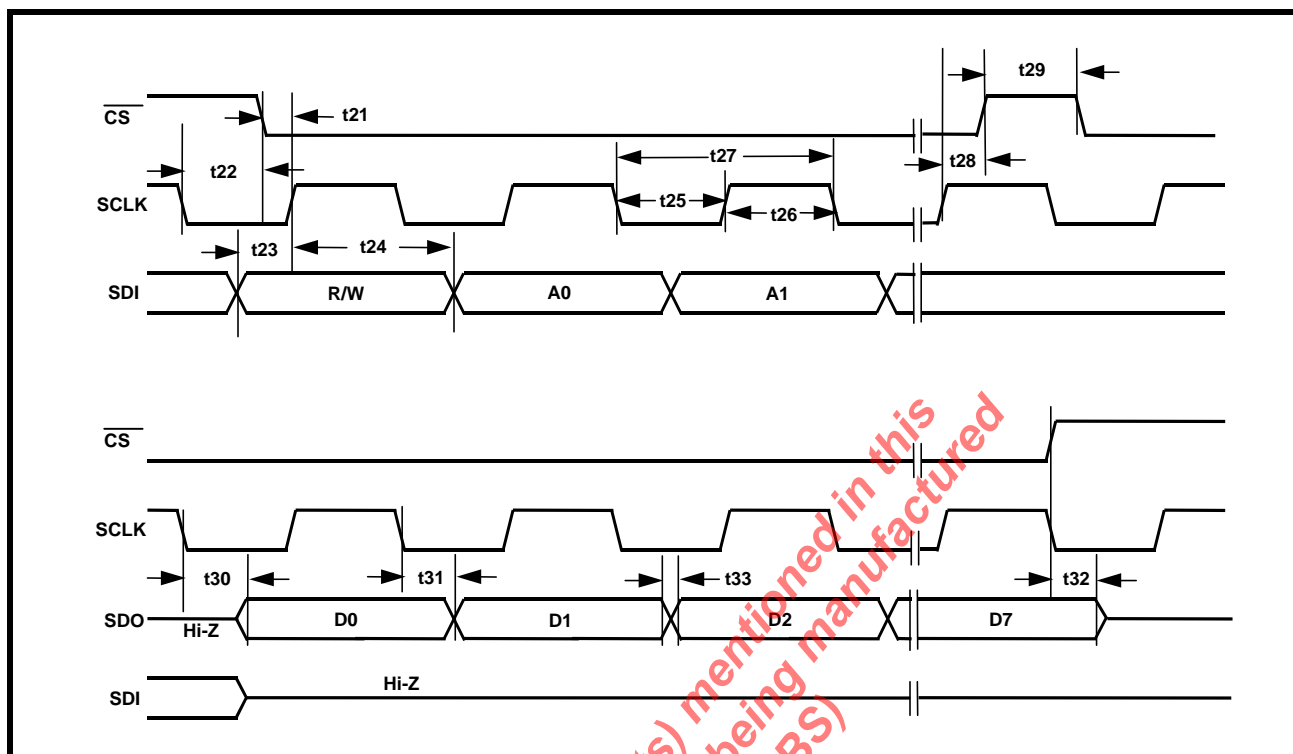 t29
CS
t21
t27
t28
t22
SCLK
t25
t26
t23
t24
SDI
R/W
A0
A1
CS
SCLK
t30
t31
t33
t32
SDO
Hi-Z
D0
D1
D2
D7
SDI
Hi-Z
s) mentioned in this
being manufactured
BS)